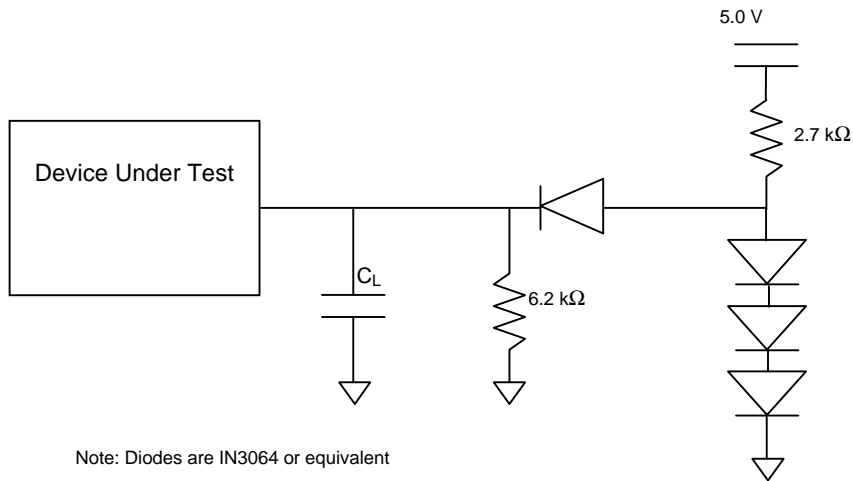 5.0 V
2.7 kΩ
Device Under Test
CL
6.2 kΩ
Note: Diodes are IN3064 or equivalent